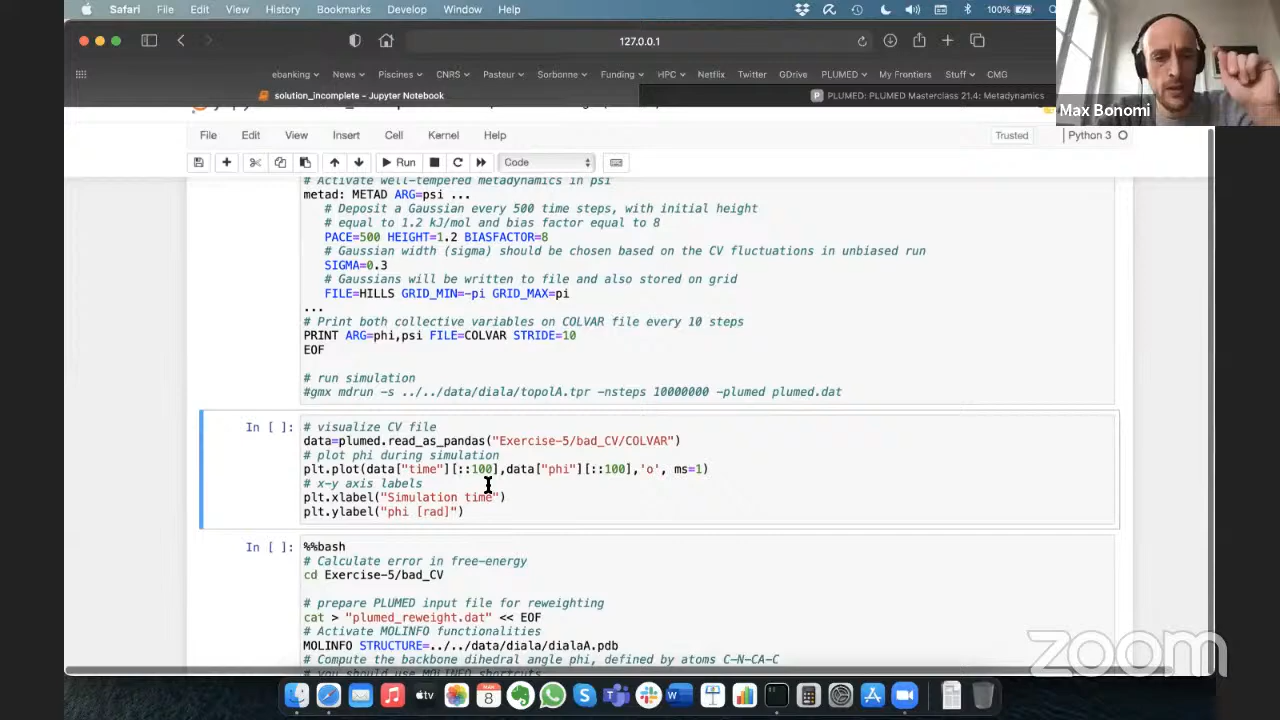 Safari File Edit View History Bookmarks Develop Window Help 100%
127.0.0.1
ebanking News Piscines CNRS Pasteur Sorbonne Funding HPC Netflix Twitter GDrive PLUMED My Frontiers Stuff CMG
solution_incomplete - Jupyter Notebook
PLUMED: PLUMED Masterclass 21.4: Metadynamics
Max Bonomi
File Edit View Insert Cell Kernel Help Trusted Python 3
Run Code
# Activate well-tempered metadynamics in psi
metad: METAD ARG=psi ...
# Deposit a Gaussian every 500 time steps, with initial height
# equal to 1.2 kJ/mol and bias factor equal to 8
PACE=500 HEIGHT=1.2 BIASFACTOR=8
# Gaussian width (sigma) should be chosen based on the CV fluctuations in unbiased run
SIGMA=0.3
# Gaussians will be written to file and also stored on grid
FILE=HILLS GRID_MIN=-pi GRID_MAX=pi
...
# Print both collective variables on COLVAR file every 10 steps
PRINT ARG=phi,psi FILE=COLVAR STRIDE=10
EOF
# run simulation
#gmx mdrun -s ../../data/diala/topolA.tpr -nsteps 10000000 -plumed plumed.dat
In [ ]:
# visualize CV file
data=plumed.read_as_pandas("Exercise-5/bad_CV/COLVAR")
# plot phi during simulation
plt.plot(data["time"][::100],data["phi"][::100],'o', ms=1)
# x-y axis labels
plt.xlabel("Simulation time")
plt.ylabel("phi [rad]")
In [ ]:
%%bash
# Calculate error in free-energy
cd Exercise-5/bad_CV
# prepare PLUMED input file for reweighting
cat > "plumed_reweight.dat" << EOF
# Activate MOLINFO functionalities
MOLINFO STRUCTURE=../../data/diala/dialaA.pdb
# Compute the backbone dihedral angle phi, defined by atoms C-N-CA-C
# you should use MOLINFO shortcuts
zoom
tv
MAR
8